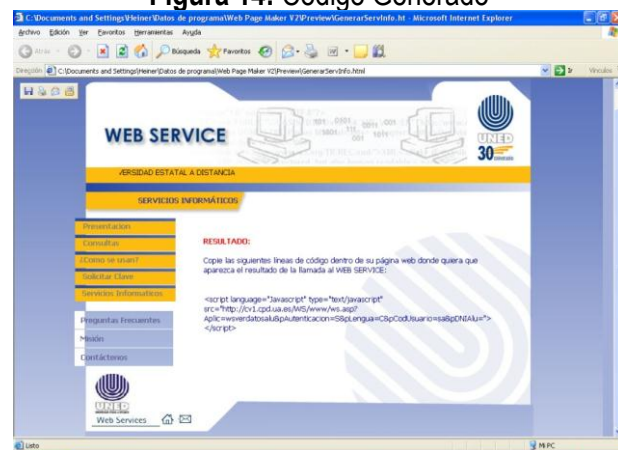 Figura 14. Código Generado
C:\Documents and Settings\Heiner\Datos de programa\Web Page Maker V2\Preview\GenerarServInfo.ht - Microsoft Internet Explorer
Archivo Edición Ver Favoritos Herramientas Ayuda
Atrás Búsqueda Favoritos
Dirección C:\Documents and Settings\Heiner\Datos de programa\Web Page Maker V2\Preview\GenerarServInfo.html Ir Vínculos
WEB SERVICE
UNED
30
VERSIDAD ESTATAL A DISTANCIA
SERVICIOS INFORMÁTICOS
Presentacion
Consultas
¿Como se usan?
Solicitar Clave
Servicios Informaticos
Preguntas Frecuentes
Misión
Contáctenos
RESULTADO:
Copie las siguientes lineas de código dentro de su página web donde quiera que
aparezca el resultado de la llamada al WEB SERVICE:
<script language="Javascript" type="text/javascript"
src="http://cv1.cpd.ua.es/WS/www/ws.asp?
Aplic=wsverdatosalu&pAutenticacion=S&pLengua=C&pCodUsuario=sa&pDNIAlu=">
</script>
UNED
Web Services
Listo Mi PC